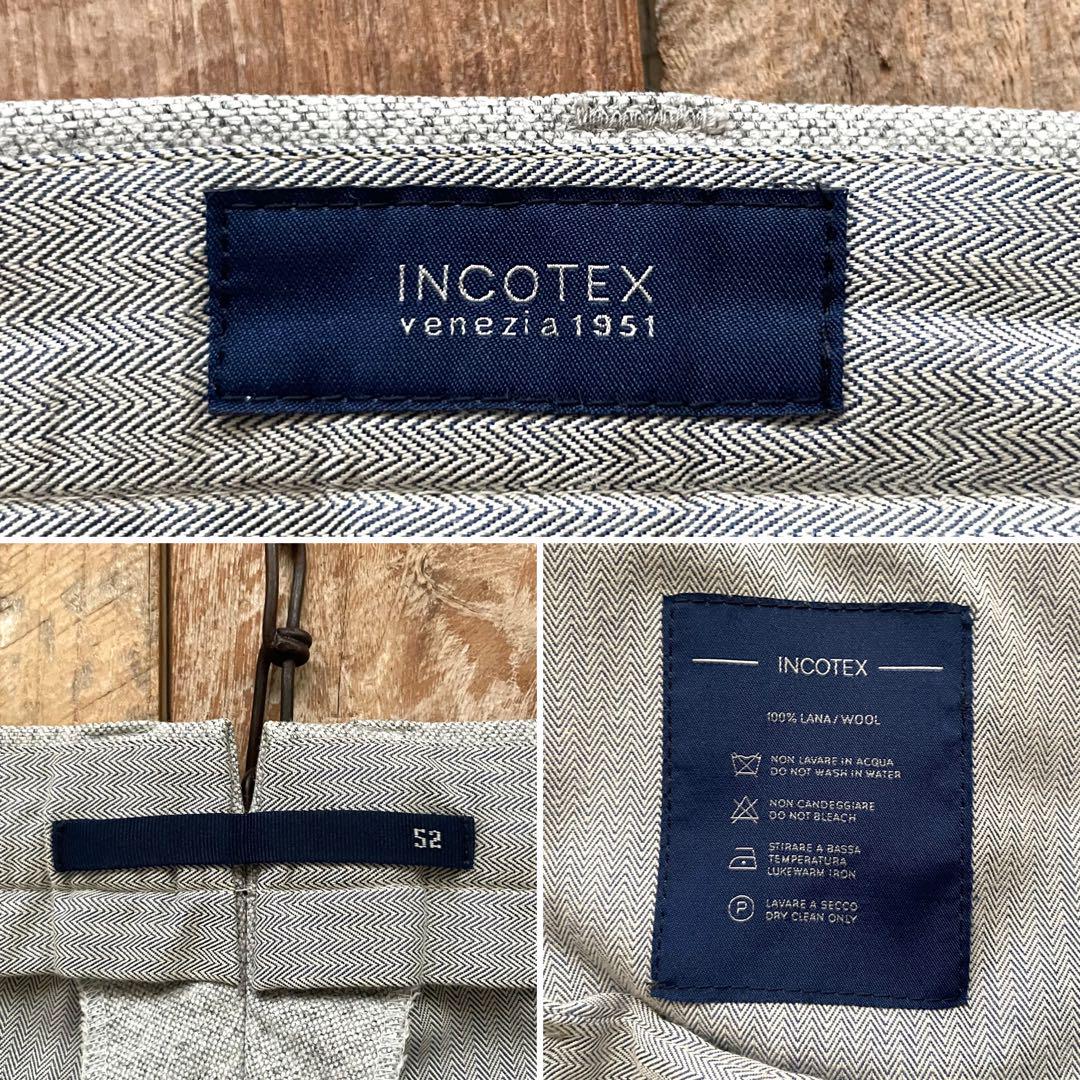 INCOTEX
venezia 1951
52
INCOTEX
100% LANA / WOOL
NON LAVARE IN ACQUA
DO NOT WASH IN WATER
NON CANDEGGIARE
DO NOT BLEACH
STIRARE A BASSA
TEMPERATURA
LUKEWARM IRON
P
LAVARE A SECCO
DRY CLEAN ONLY